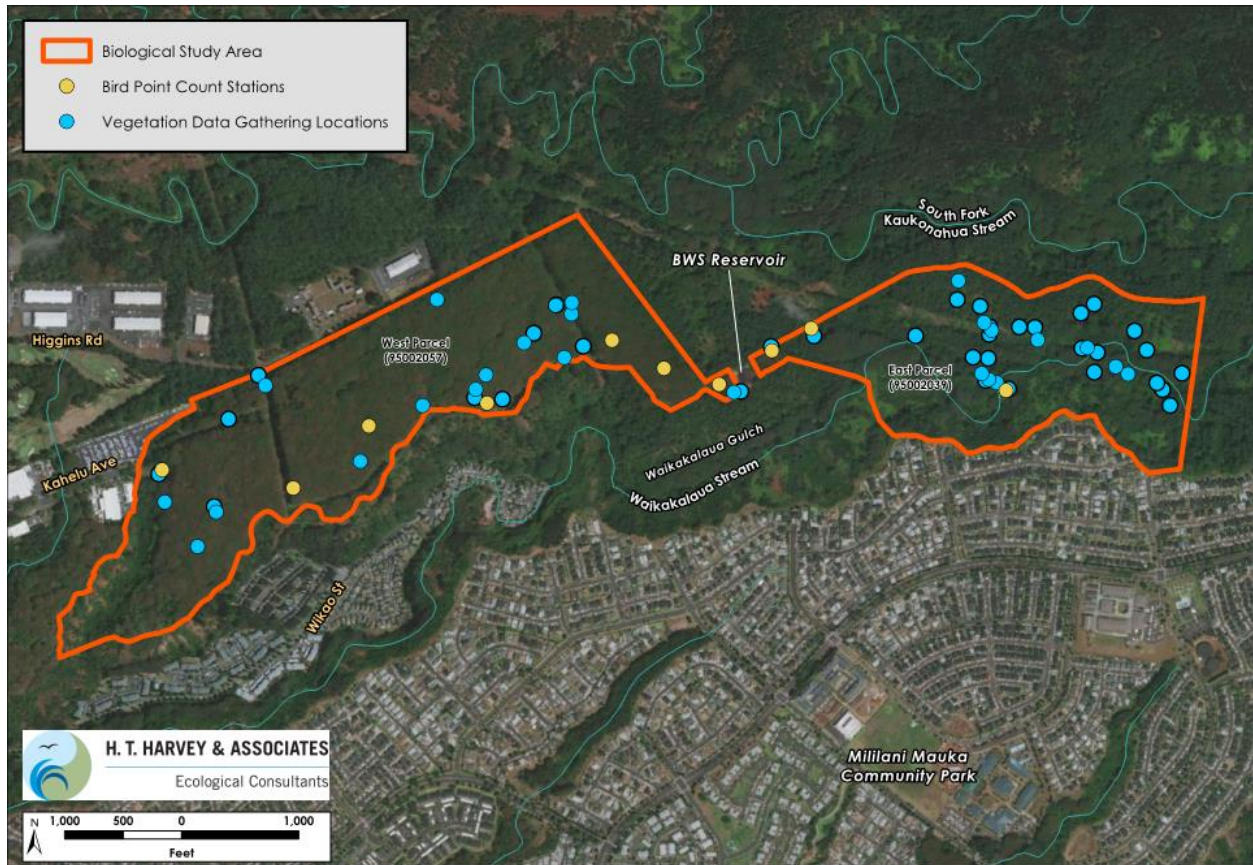 Biological Study Area
Bird Point Count Stations
Vegetation Data Gathering Locations
South Fork
Kaukonahua Stream
BWS Reservoir
Higgins Rd
West Parcel
(95002057)
East Parcel
(95002039)
Kahelu Ave
Waikakalaua Gulch
Waikakalaua Stream
Wikao St
Mililani Mauka
Community Park
H. T. HARVEY & ASSOCIATES
Ecological Consultants
N
1,000 500 0 1,000
Feet